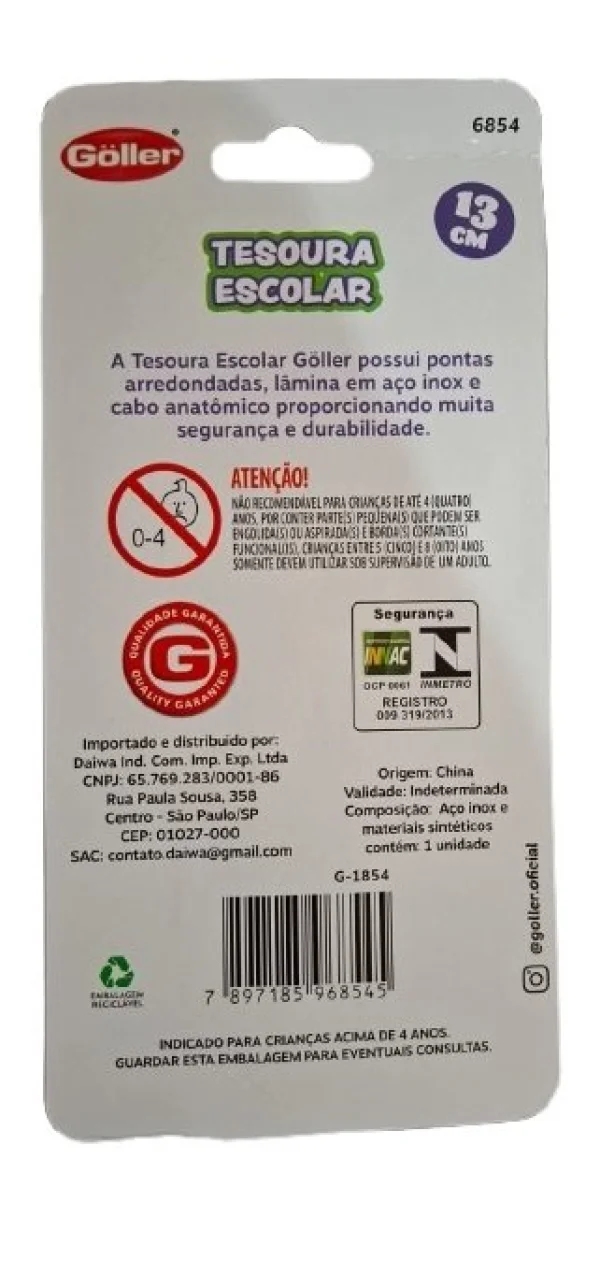 Göller
6854
13
CM
TESOURA
ESCOLAR
A Tesoura Escolar Göller possui pontas
arredondadas, lâmina em aço inox e
cabo anatômico proporcionando muita
segurança e durabilidade.
ATENÇÃO!
NÃO RECOMENDÁVEL PARA CRIANÇAS DE ATÉ 4 (QUATRO)
ANOS, POR CONTER PARTE(S) PEQUENA(S) QUE PODEM SER
ENGOLIDA(S) OU ASPIRADA(S) E BORDA(S) CORTANTE(S)
FUNCIONAL(IS), CRIANÇAS ENTRE 5 (CINCO) E 8 (OITO) ANOS
SOMENTE DEVEM UTILIZAR SOB SUPERVISÃO DE UM ADULTO.
0-4
QUALIDADE GARANTIDA
G
QUALITY GARANTED
Segurança
INNAC
OCP 0061 INMETRO
REGISTRO
009.319/2013
Importado e distribuído por:
Daiwa Ind. Com. Imp. Exp. Ltda
CNPJ: 65.769.283/0001-86
Rua Paula Sousa, 358
Centro - São Paulo/SP
CEP: 01027-000
SAC: contato.daiwa@gmail.com
Origem: China
Validade: Indeterminada
Composição: Aço inox e
materiais sintéticos
contém: 1 unidade
G-1854
7 897185 968545
@goller.oficial
EMBALAGEM
RECICLÁVEL
INDICADO PARA CRIANÇAS ACIMA DE 4 ANOS.
GUARDAR ESTA EMBALAGEM PARA EVENTUAIS CONSULTAS.